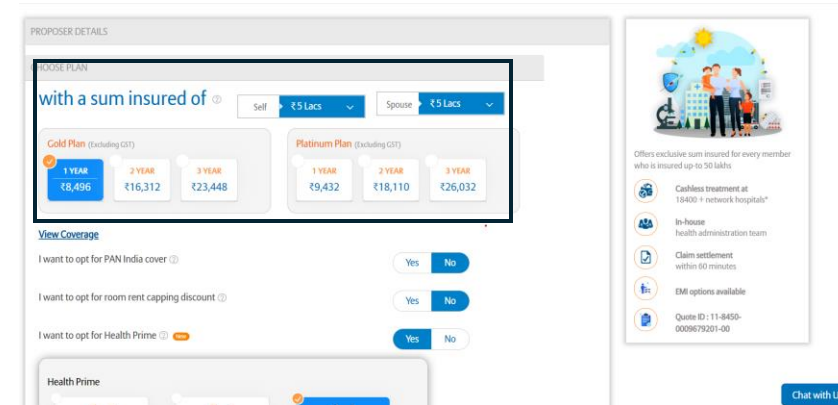 PROPOSER DETAILS
CHOOSE PLAN
with a sum insured of
Self ₹5 Lacs Spouse ₹5 Lacs
Gold Plan (Excluding GST)
1 YEAR 2 YEAR 3 YEAR
₹8,496 ₹16,312 ₹23,448
Platinum Plan (Excluding GST)
1 YEAR 2 YEAR 3 YEAR
₹9,432 ₹18,110 ₹26,032
View Coverage
I want to opt for PAN India cover Yes No
I want to opt for room rent capping discount Yes No
I want to opt for Health Prime New Yes No
Health Prime
Offers exclusive sum insured for every member
who is insured up-to 50 lakhs
Cashless treatment at
18400 + network hospitals*
In-house
health administration team
Claim settlement
within 60 minutes
EMI options available
Quote ID : 11-8450-
0009679201-00
Chat with U